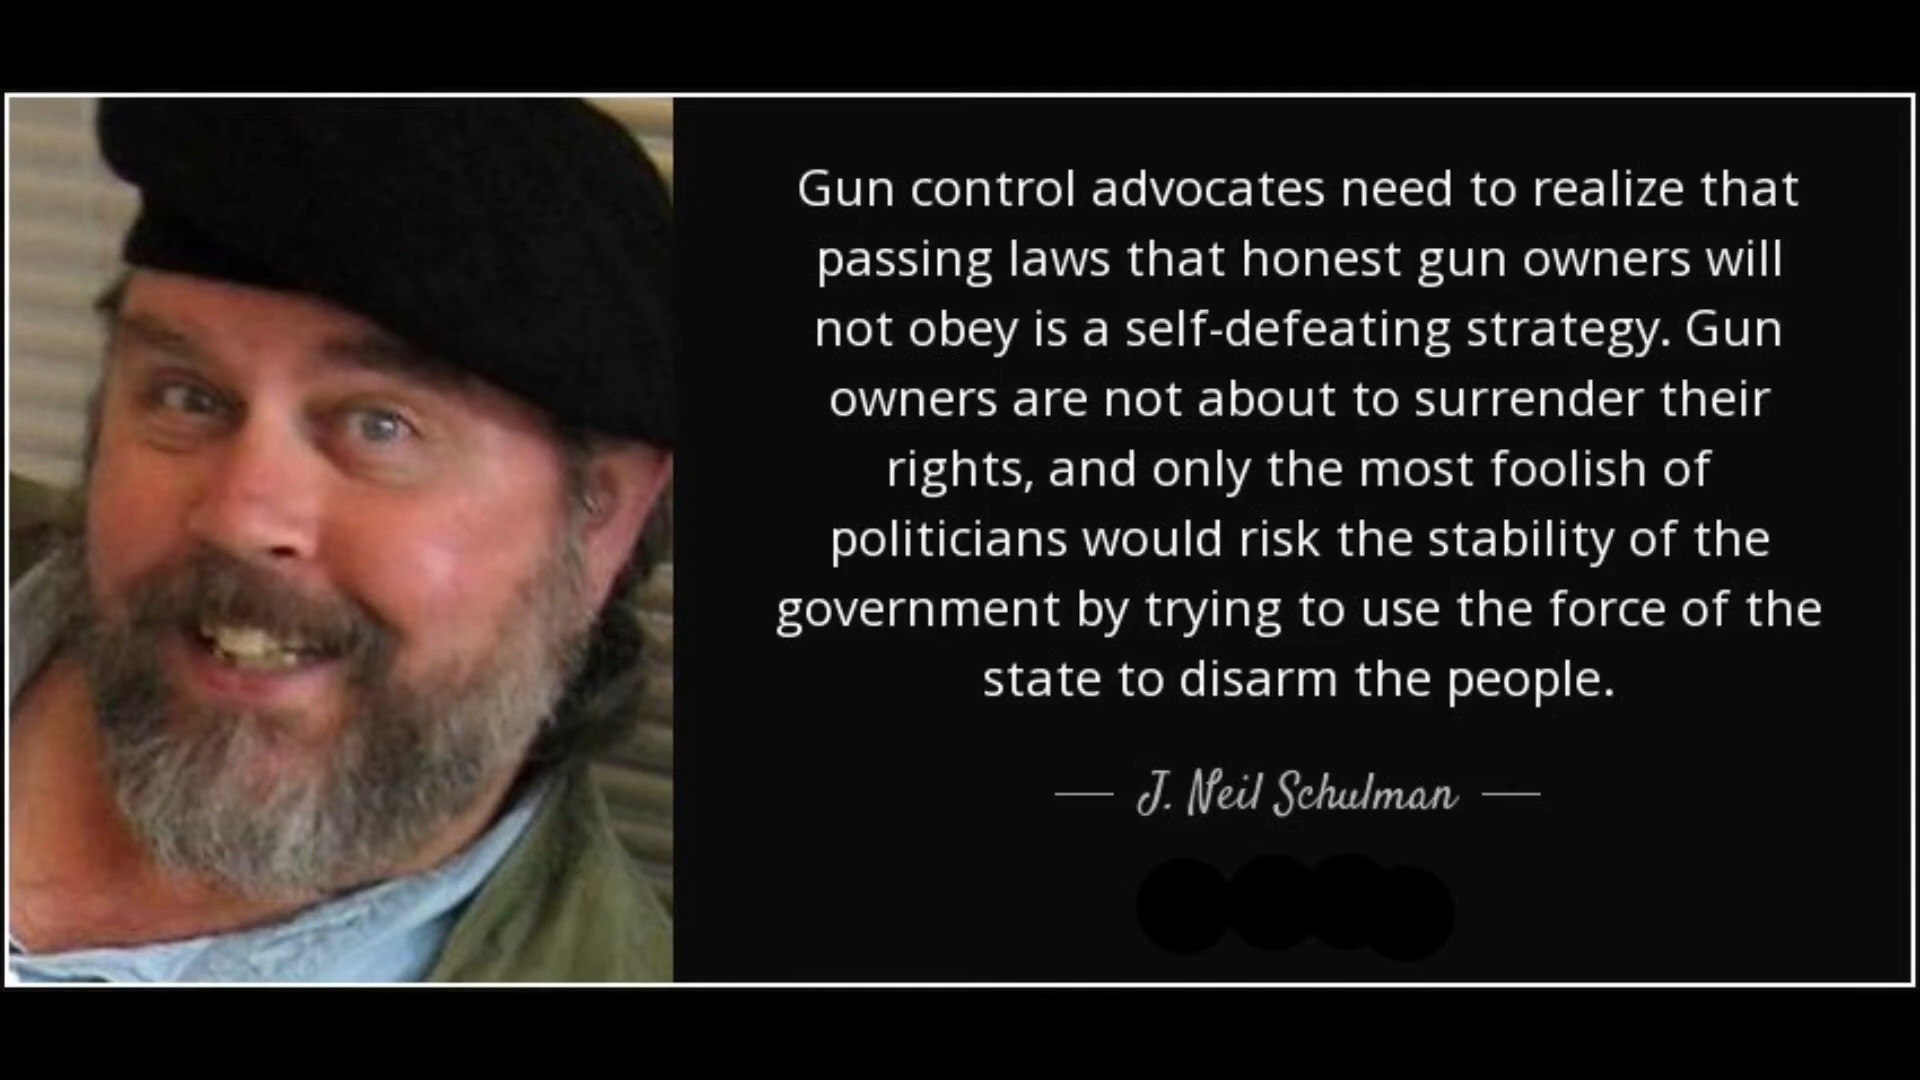 Gun control advocates need to realize that
passing laws that honest gun owners will
not obey is a self-defeating strategy. Gun
owners are not about to surrender their
rights, and only the most foolish of
politicians would risk the stability of the
government by trying to use the force of the
state to disarm the people.
J. Neil Schulman